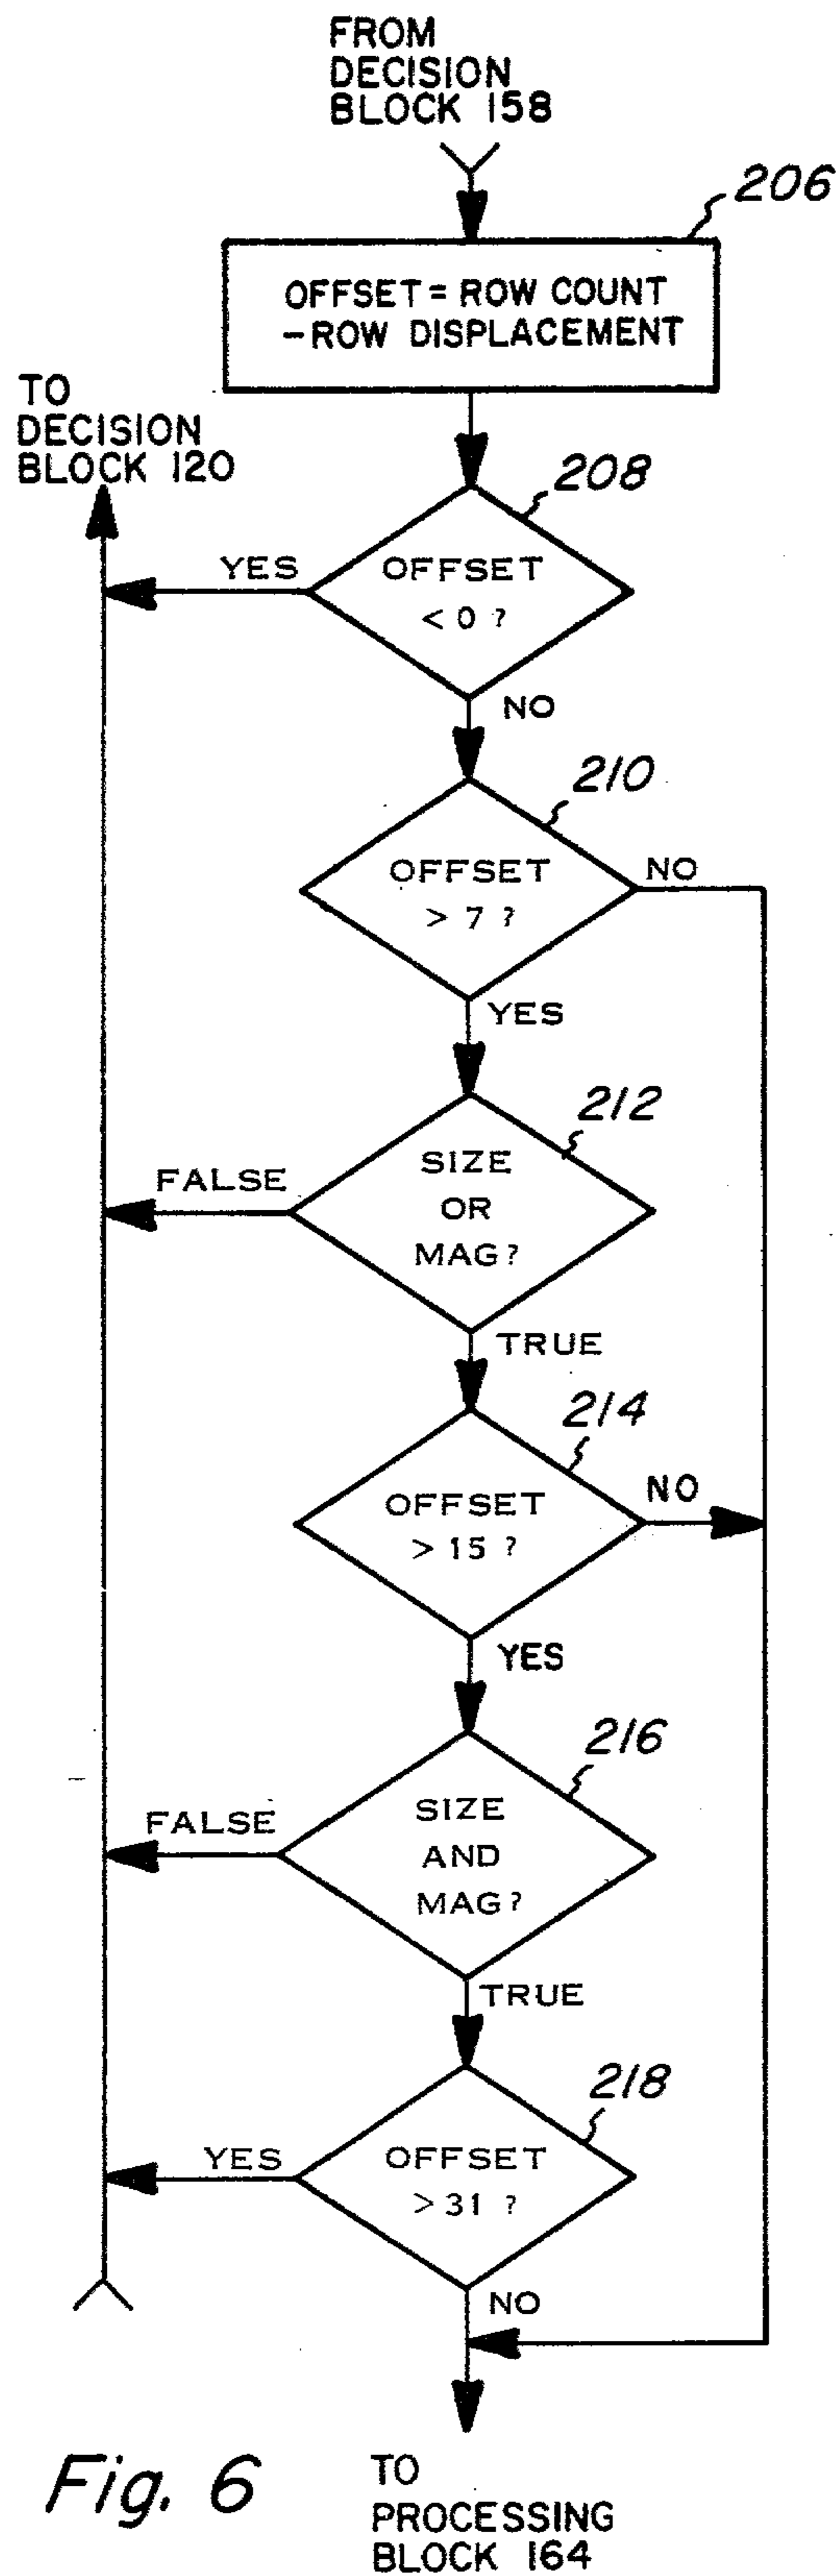 FROM
DECISION
BLOCK 158
206
OFFSET = ROW COUNT
- ROW DISPLACEMENT
TO
DECISION
BLOCK 120
208
YES
OFFSET
< 0 ?
NO
210
OFFSET
> 7 ?
NO
YES
212
FALSE
SIZE
OR
MAG?
TRUE
214
OFFSET
> 15 ?
NO
YES
216
FALSE
SIZE
AND
MAG?
TRUE
218
YES
OFFSET
> 31 ?
NO
Fig. 6
TO
PROCESSING
BLOCK 164